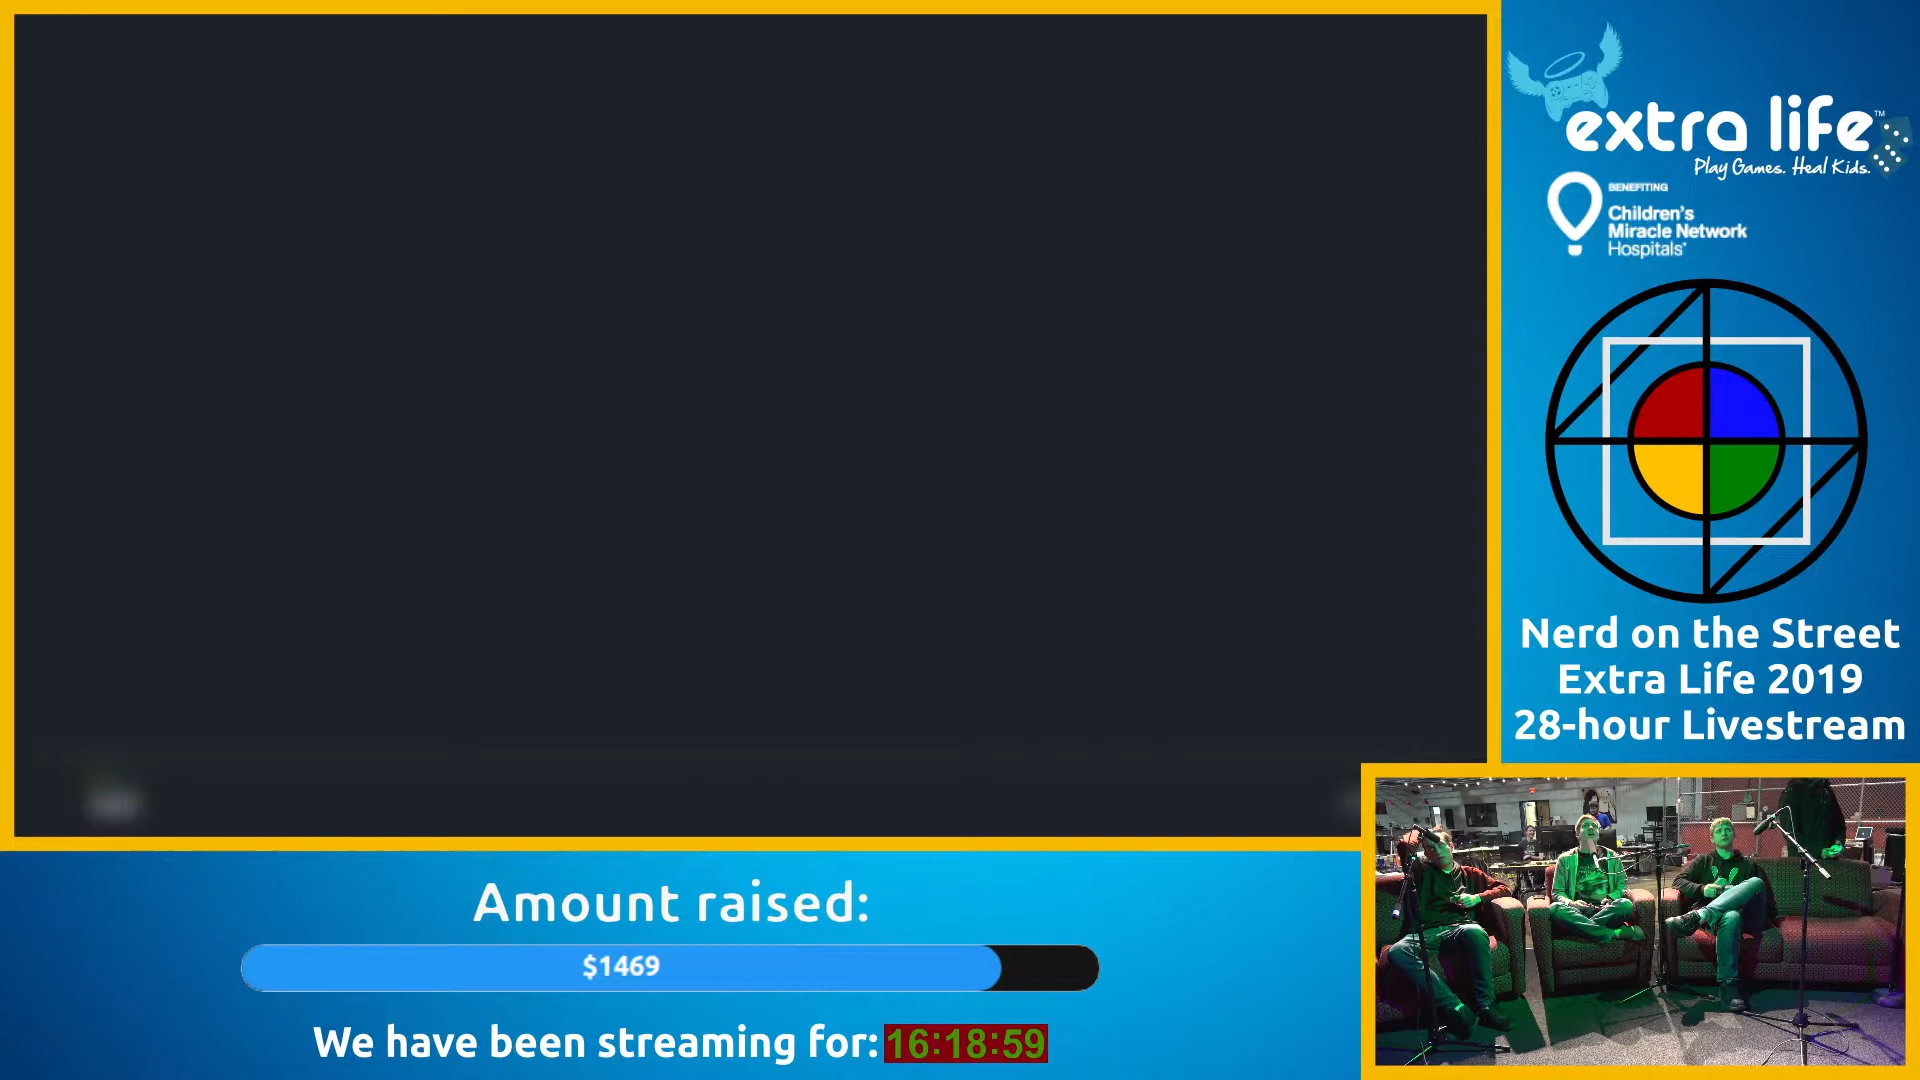 extra life™
Play Games. Heal Kids.
BENEFITING
Children's
Miracle Network
Hospitals®
Nerd on the Street
Extra Life 2019
28-hour Livestream
Amount raised:
$1469
We have been streaming for: 16:18:59